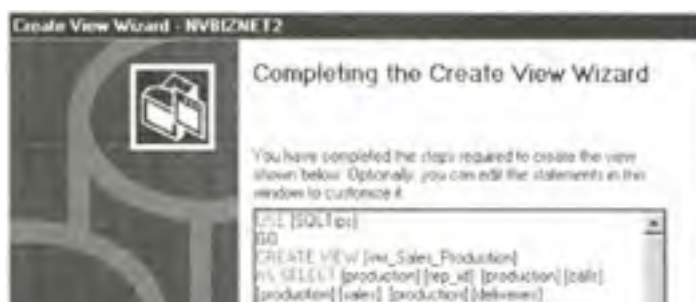 Create View Wizard - NVBIZNET2
Completing the Create View Wizard
You have completed the steps required to create the view
shown below. Optionally, you can edit the statements in this
window to customize it.
USE [SQLTips]
GO
CREATE VIEW [vw_Sales_Production]
AS SELECT [production].[rep_id], [production].[calls],
[production].[sales], [production].[deliveries]